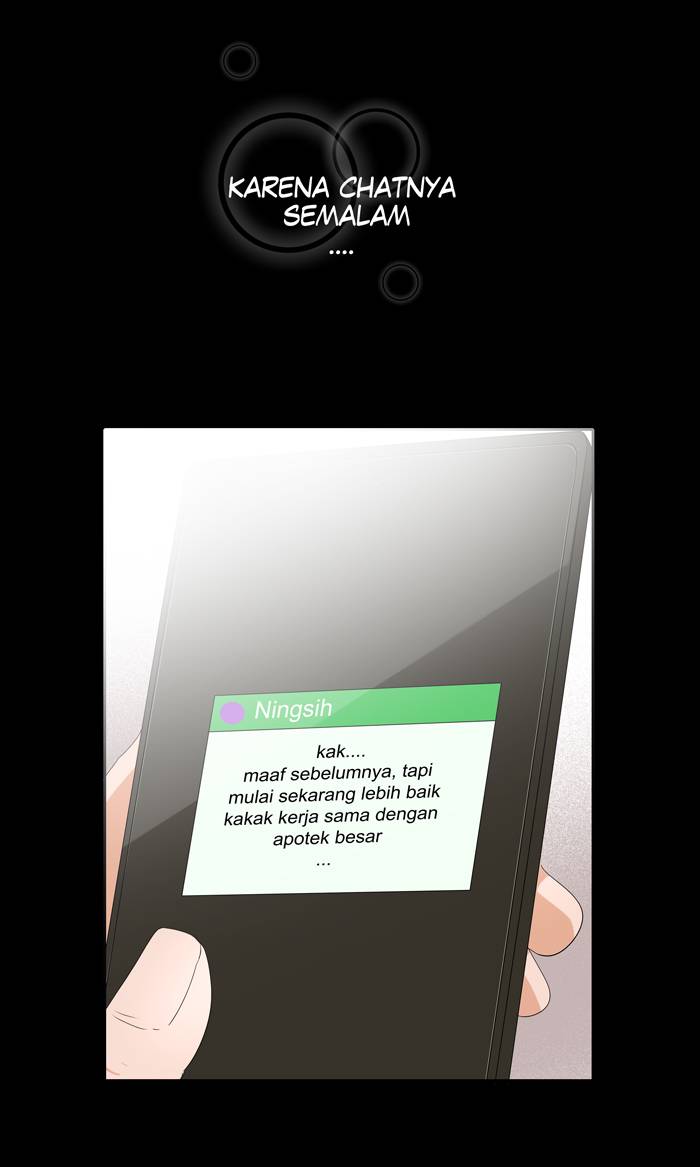 KARENA CHATNYA
SEMALAM
....
Ningsih
kak....
maaf sebelumnya, tapi
mulai sekarang lebih baik
kakak kerja sama dengan
apotek besar
...